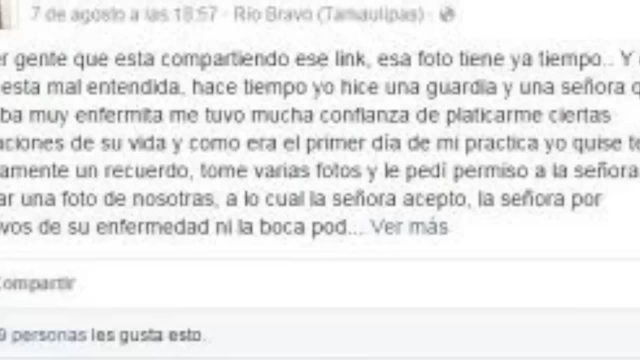 7 de agosto a las 18:57 · Río Bravo (Tamaulipas) ·
r gente que esta compartiendo ese link, esa foto tiene ya tiempo.. Y
esta mal entendida, hace tiempo yo hice una guardia y una señora q
ba muy enfermita me tuvo mucha confianza de platicarme ciertas
aciones de su vida y como era el primer día de mi practica yo quise te
amente un recuerdo, tome varias fotos y le pedí permiso a la señora
ar una foto de nosotras, a lo cual la señora acepto, la señora por
vos de su enfermedad ni la boca pod... Ver más
Compartir
9 personas les gusta esto.